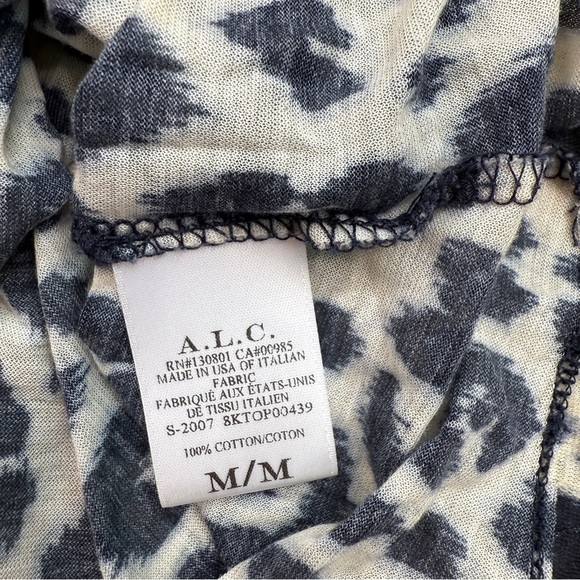 A.L.C.
RN#130801 CA#00985
MADE IN USA OF ITALIAN
FABRIC
FABRIQUÉ AUX ÉTATS-UNIS
DE TISSU ITALIEN
S-2007 8KTOP00439
100% COTTON/COTON
M/M